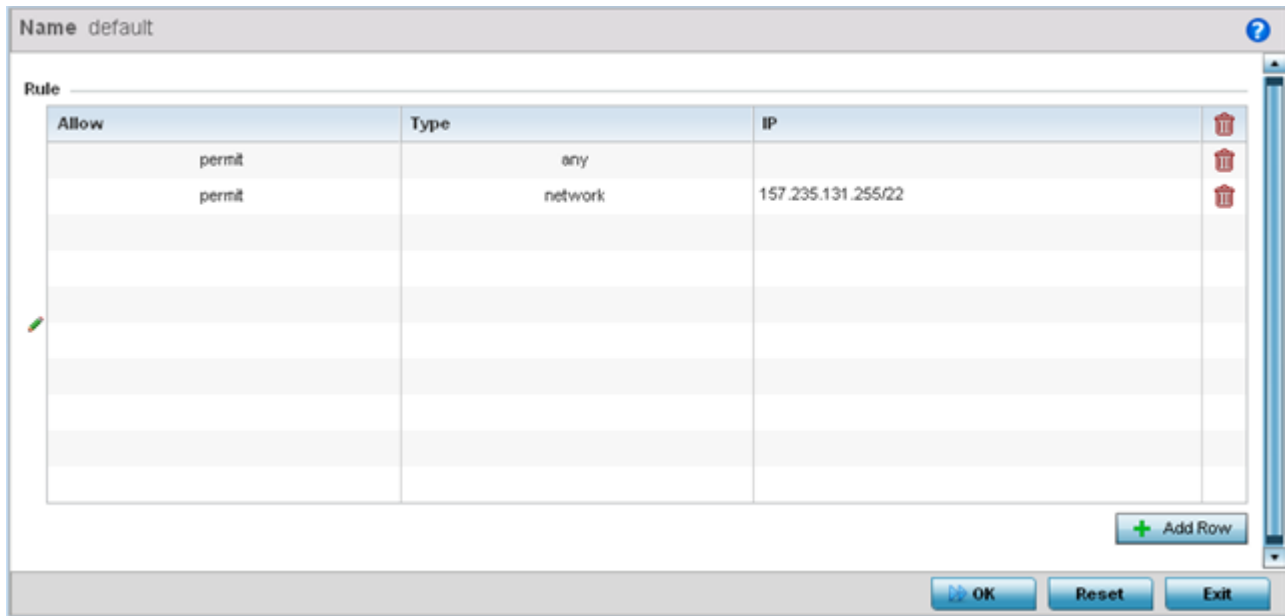 Name default
?
Rule
Allow Type IP
permit any
permit network 157.235.131.255/22
Add Row
OK Reset Exit